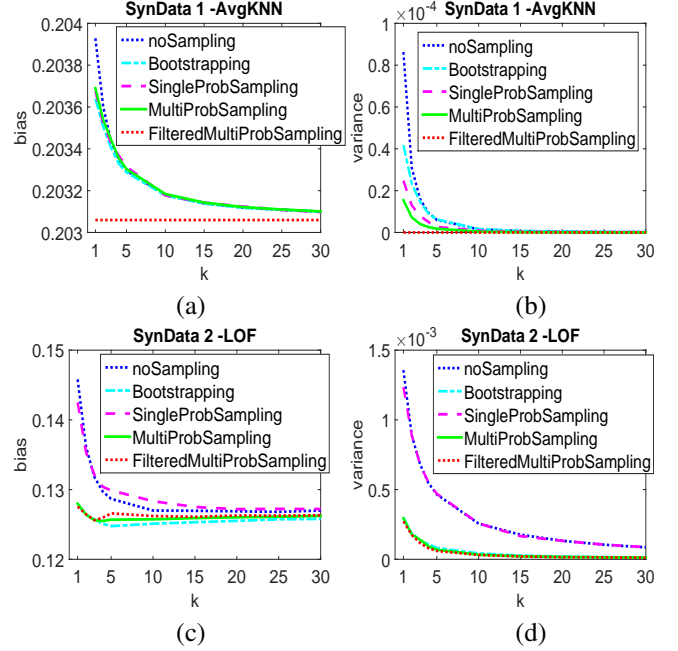 SynData 1 -AvgKNN
0.204
0.2038
0.2036
0.2034
0.2032
0.203
bias
noSampling
Bootstrapping
SingleProbSampling
MultiProbSampling
FilteredMultiProbSampling
1 5 10 15 20 25 30
k
(a)
SynData 1 -AvgKNN
×10-4
1
0.8
0.6
0.4
0.2
0
variance
noSampling
Bootstrapping
SingleProbSampling
MultiProbSampling
FilteredMultiProbSampling
1 5 10 15 20 25 30
k
(b)
SynData 2 -LOF
0.15
0.14
0.13
0.12
bias
noSampling
Bootstrapping
SingleProbSampling
MultiProbSampling
FilteredMultiProbSampling
1 5 10 15 20 25 30
k
(c)
SynData 2 -LOF
×10-3
1.5
1
0.5
0
variance
noSampling
Bootstrapping
SingleProbSampling
MultiProbSampling
FilteredMultiProbSampling
1 5 10 15 20 25 30
k
(d)